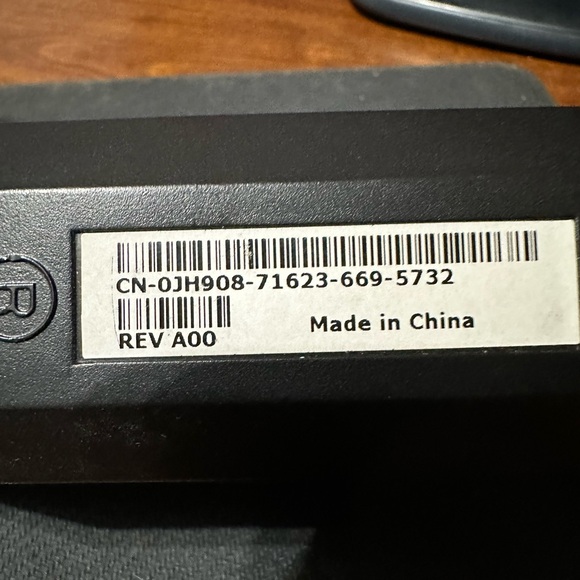 CN-0JH908-71623-669-5732
REV A00
Made in China
R